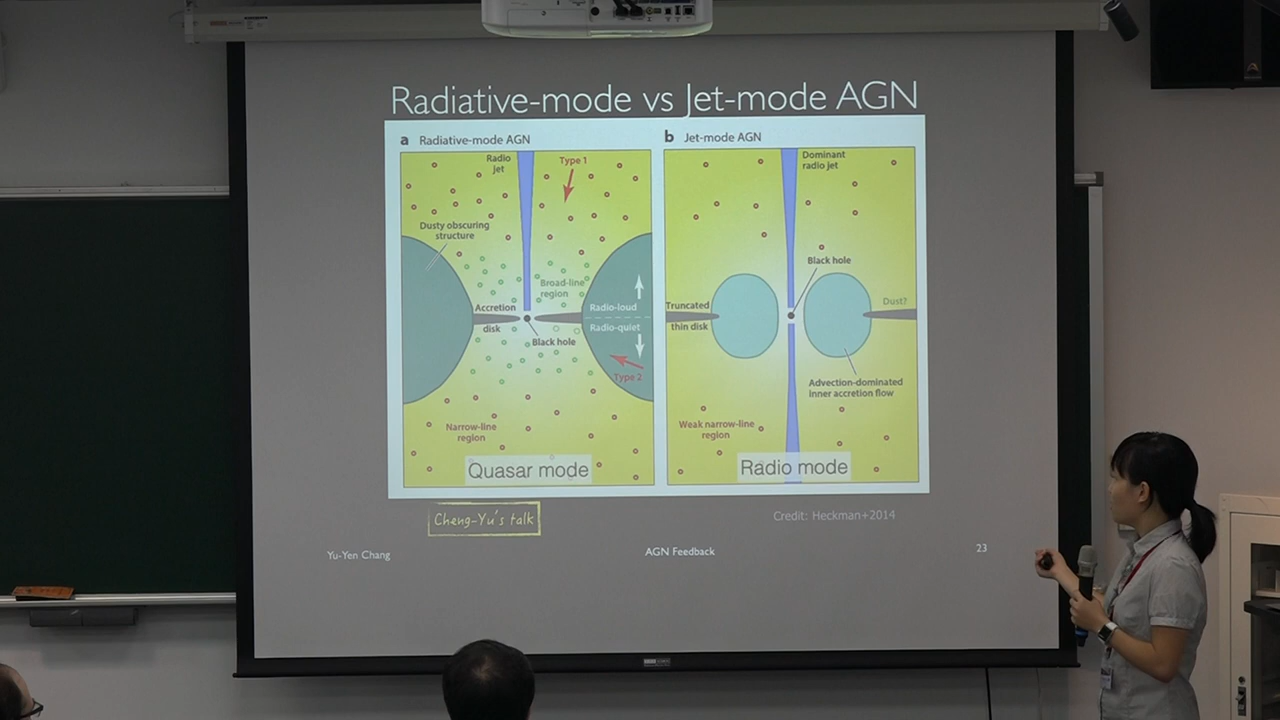 Radiative-mode vs Jet-mode AGN
a Radiative-mode AGN
Radio
jet
Type 1
Dusty obscuring
structure
Broad-line
region
Accretion
disk
Radio-loud
Radio-quiet
Black hole
Type 2
Narrow-line
region
Quasar mode
b Jet-mode AGN
Dominant
radio jet
Black hole
Truncated
thin disk
Dust?
Advection-dominated
inner accretion flow
Weak narrow-line
region
Radio mode
Cheng-Yu's talk
Credit: Heckman+2014
Yu-Yen Chang
AGN Feedback
23